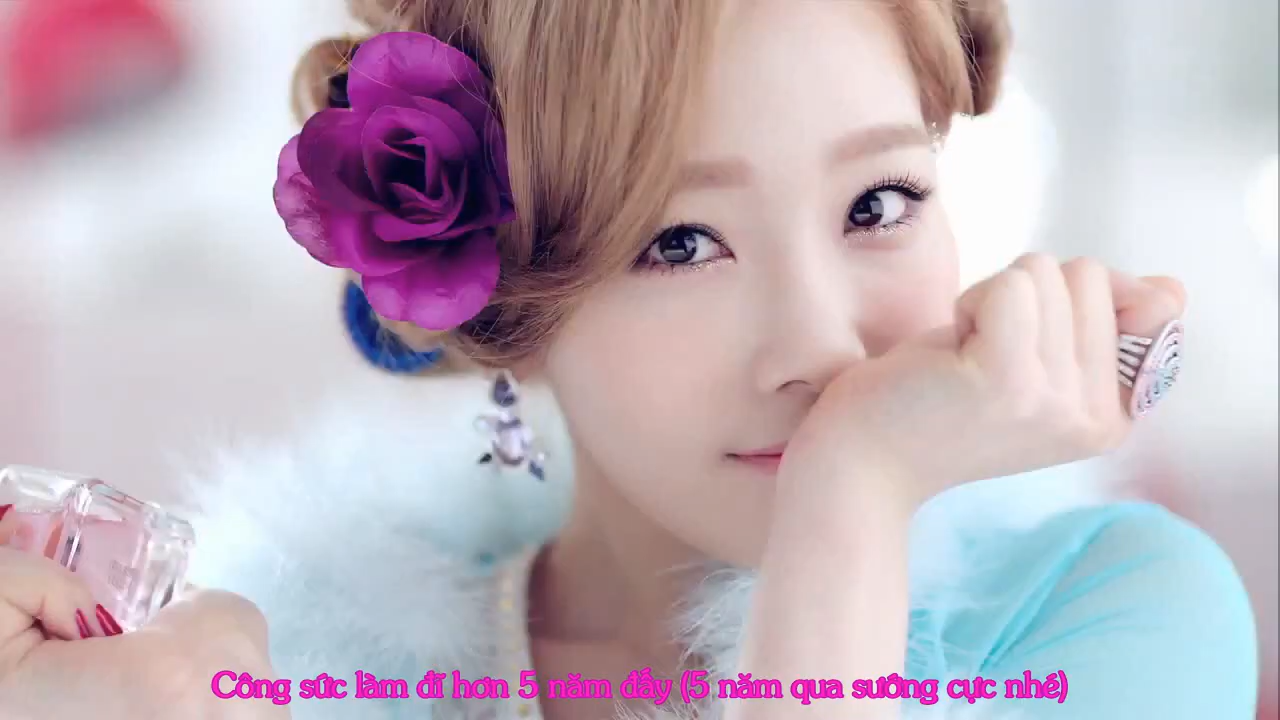 Công sức làm đĩ hơn 5 năm đấy (5 năm qua sướng cực nhé)